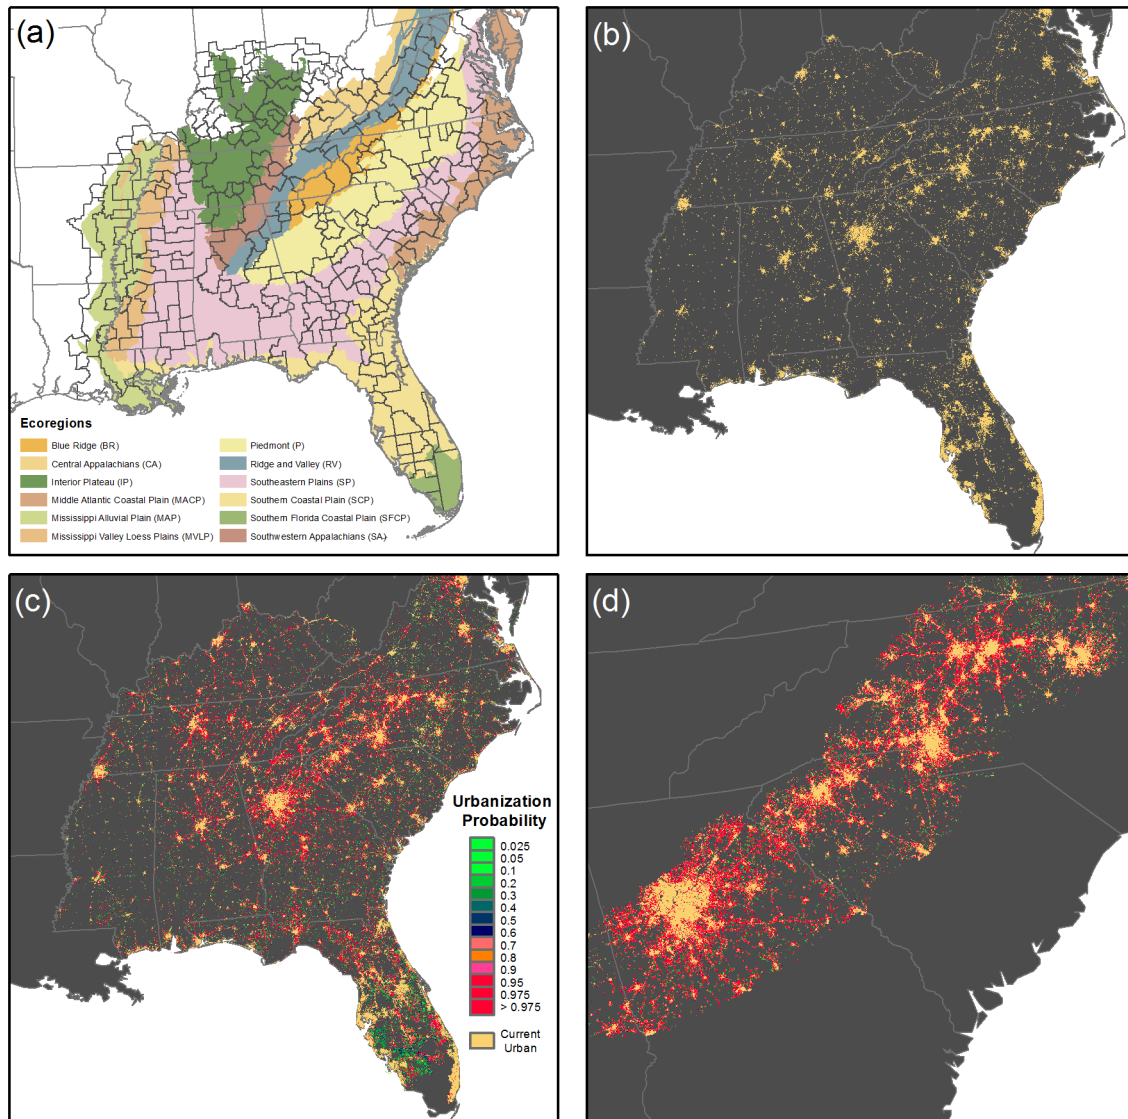 (a)
(b)
Ecoregions
Blue Ridge (BR)
Central Appalachians (CA)
Interior Plateau (IP)
Middle Atlantic Coastal Plain (MACP)
Mississippi Alluvial Plain (MAP)
Mississippi Valley Loess Plains (MVLP)
Piedmont (P)
Ridge and Valley (RV)
Southeastern Plains (SP)
Southern Coastal Plain (SCP)
Southern Florida Coastal Plain (SFCP)
Southwestern Appalachians (SA)
(c)
(d)
Urbanization
Probability
0.025
0.05
0.1
0.2
0.3
0.4
0.5
0.6
0.7
0.8
0.9
0.95
0.975
> 0.975
Current
Urban